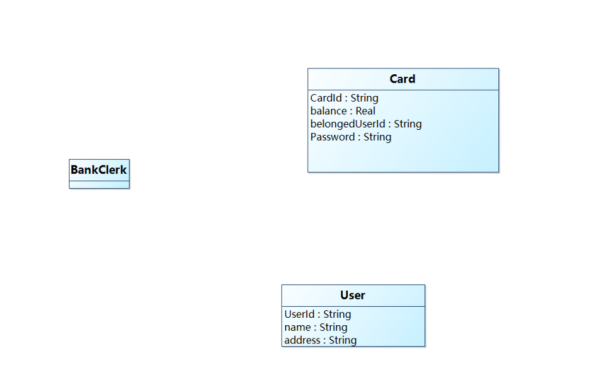 Card
CardId : String
balance : Real
belongedUserId : String
Password : String
BankClerk
User
UserId : String
name : String
address : String